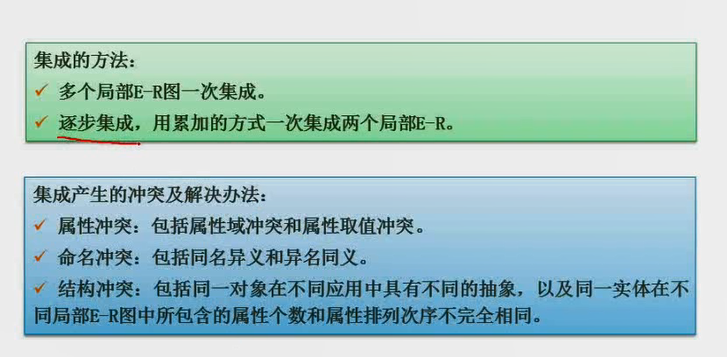 集成的方法：
✓ 多个局部E-R图一次集成。
✓ 逐步集成，用累加的方式一次集成两个局部E-R。
集成产生的冲突及解决办法：
✓ 属性冲突：包括属性域冲突和属性取值冲突。
✓ 命名冲突：包括同名异义和异名同义。
✓ 结构冲突：包括同一对象在不同应用中具有不同的抽象，以及同一实体在不
同局部E-R图中所包含的属性个数和属性排列次序不完全相同。